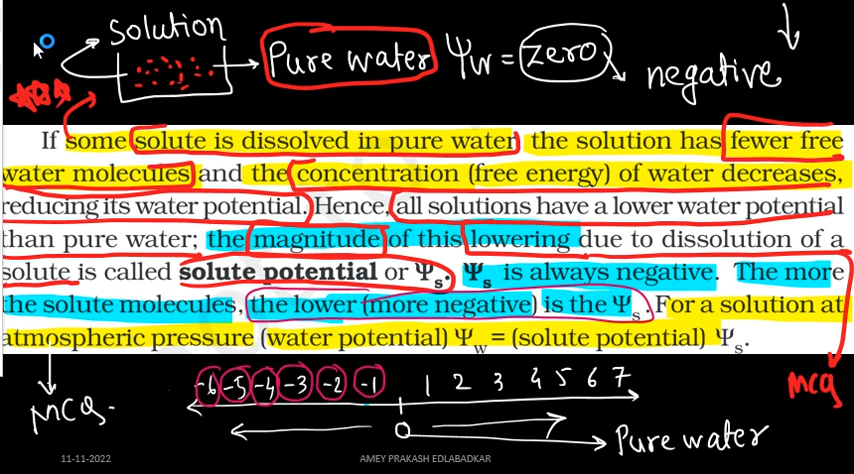 Solution
Pure water Ψw = zero
negative
If some solute is dissolved in pure water, the solution has fewer free
water molecules and the concentration (free energy) of water decreases,
reducing its water potential. Hence, all solutions have a lower water potential
than pure water; the magnitude of this lowering due to dissolution of a
solute is called solute potential or Ψs. Ψs is always negative. The more
the solute molecules, the lower (more negative) is the Ψs. For a solution at
atmospheric pressure (water potential) Ψw = (solute potential) Ψs.
-6 -5 -4 -3 -2 -1 1 2 3 4 5 6 7
MCQs.
mcq
0
Pure water
11-11-2022
AMEY PRAKASH EDLABADKAR